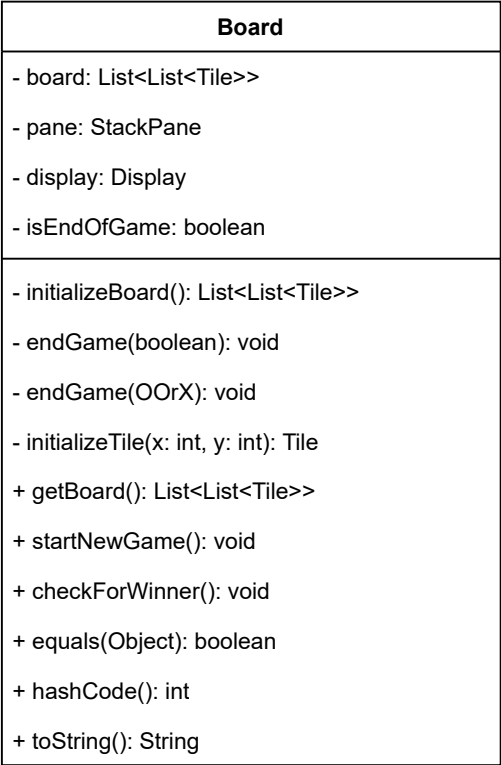 Board
- board: List<List<Tile>>
- pane: StackPane
- display: Display
- isEndOfGame: boolean
- initializeBoard(): List<List<Tile>>
- endGame(boolean): void
- endGame(OOrX): void
- initializeTile(x: int, y: int): Tile
+ getBoard(): List<List<Tile>>
+ startNewGame(): void
+ checkForWinner(): void
+ equals(Object): boolean
+ hashCode(): int
+ toString(): String